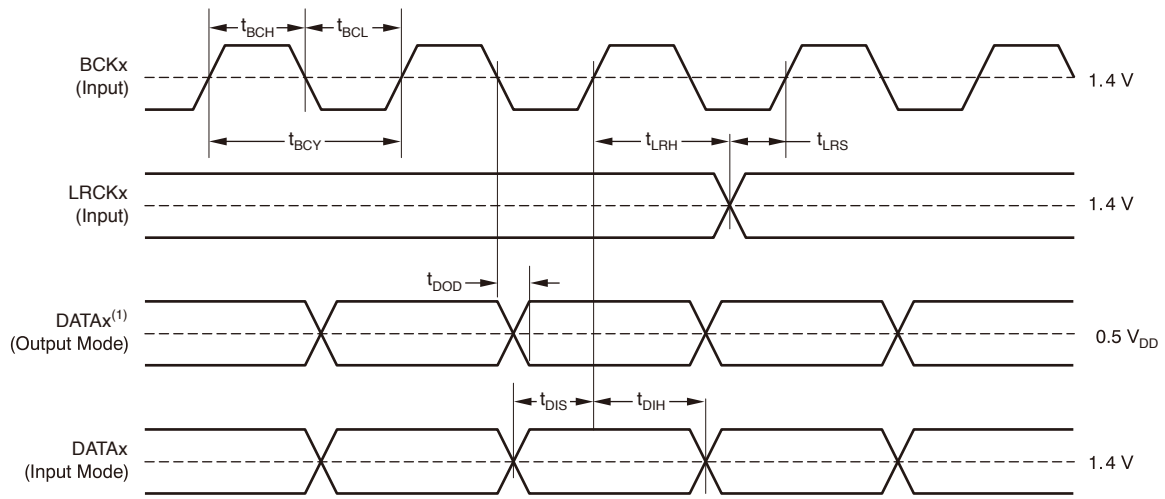 tBCH
tBCL
BCKx
(Input)
1.4 V
tBCY
tLRH
tLRS
LRCKx
(Input)
1.4 V
tDOD
DATAx(1)
(Output Mode)
0.5 VDD
tDIS
tDIH
DATAx
(Input Mode)
1.4 V